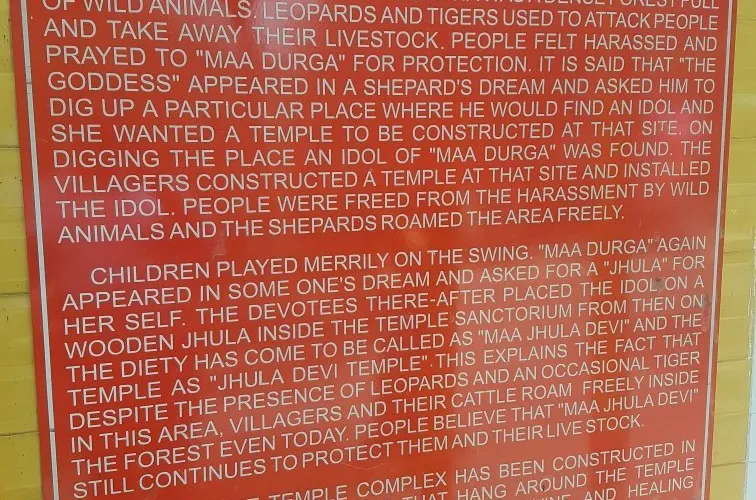 OF WILD ANIMALS. LEOPARDS AND TIGERS USED TO ATTACK PEOPLE
AND TAKE AWAY THEIR LIVESTOCK. PEOPLE FELT HARASSED AND
PRAYED TO "MAA DURGA" FOR PROTECTION. IT IS SAID THAT "THE
GODDESS" APPEARED IN A SHEPARD'S DREAM AND ASKED HIM TO
DIG UP A PARTICULAR PLACE WHERE HE WOULD FIND AN IDOL AND
SHE WANTED A TEMPLE TO BE CONSTRUCTED AT THAT SITE. ON
DIGGING THE PLACE AN IDOL OF "MAA DURGA" WAS FOUND. THE
VILLAGERS CONSTRUCTED A TEMPLE AT THAT SITE AND INSTALLED
THE IDOL. PEOPLE WERE FREED FROM THE HARASSMENT BY WILD
ANIMALS AND THE SHEPARDS ROAMED THE AREA FREELY.
CHILDREN PLAYED MERRILY ON THE SWING. "MAA DURGA" AGAIN
APPEARED IN SOME ONE'S DREAM AND ASKED FOR A "JHULA" FOR
HER SELF. THE DEVOTEES THERE-AFTER PLACED THE IDOL ON A
WOODEN JHULA INSIDE THE TEMPLE SANCTORIUM FROM THEN ON
THE DIETY HAS COME TO BE CALLED AS "MAA JHULA DEVI" AND THE
TEMPLE AS "JHULA DEVI TEMPLE". THIS EXPLAINS THE FACT THAT
DESPITE THE PRESENCE OF LEOPARDS AND AN OCCASIONAL TIGER
IN THIS AREA, VILLAGERS AND THEIR CATTLE ROAM FREELY INSIDE
THE FOREST EVEN TODAY. PEOPLE BELIEVE THAT "MAA JHULA DEVI"
STILL CONTINUES TO PROTECT THEM AND THEIR LIVE STOCK.
TEMPLE COMPLEX HAS BEEN CONSTRUCTED IN
THAT HANG AROUND THE TEMPLE
AND HEALING